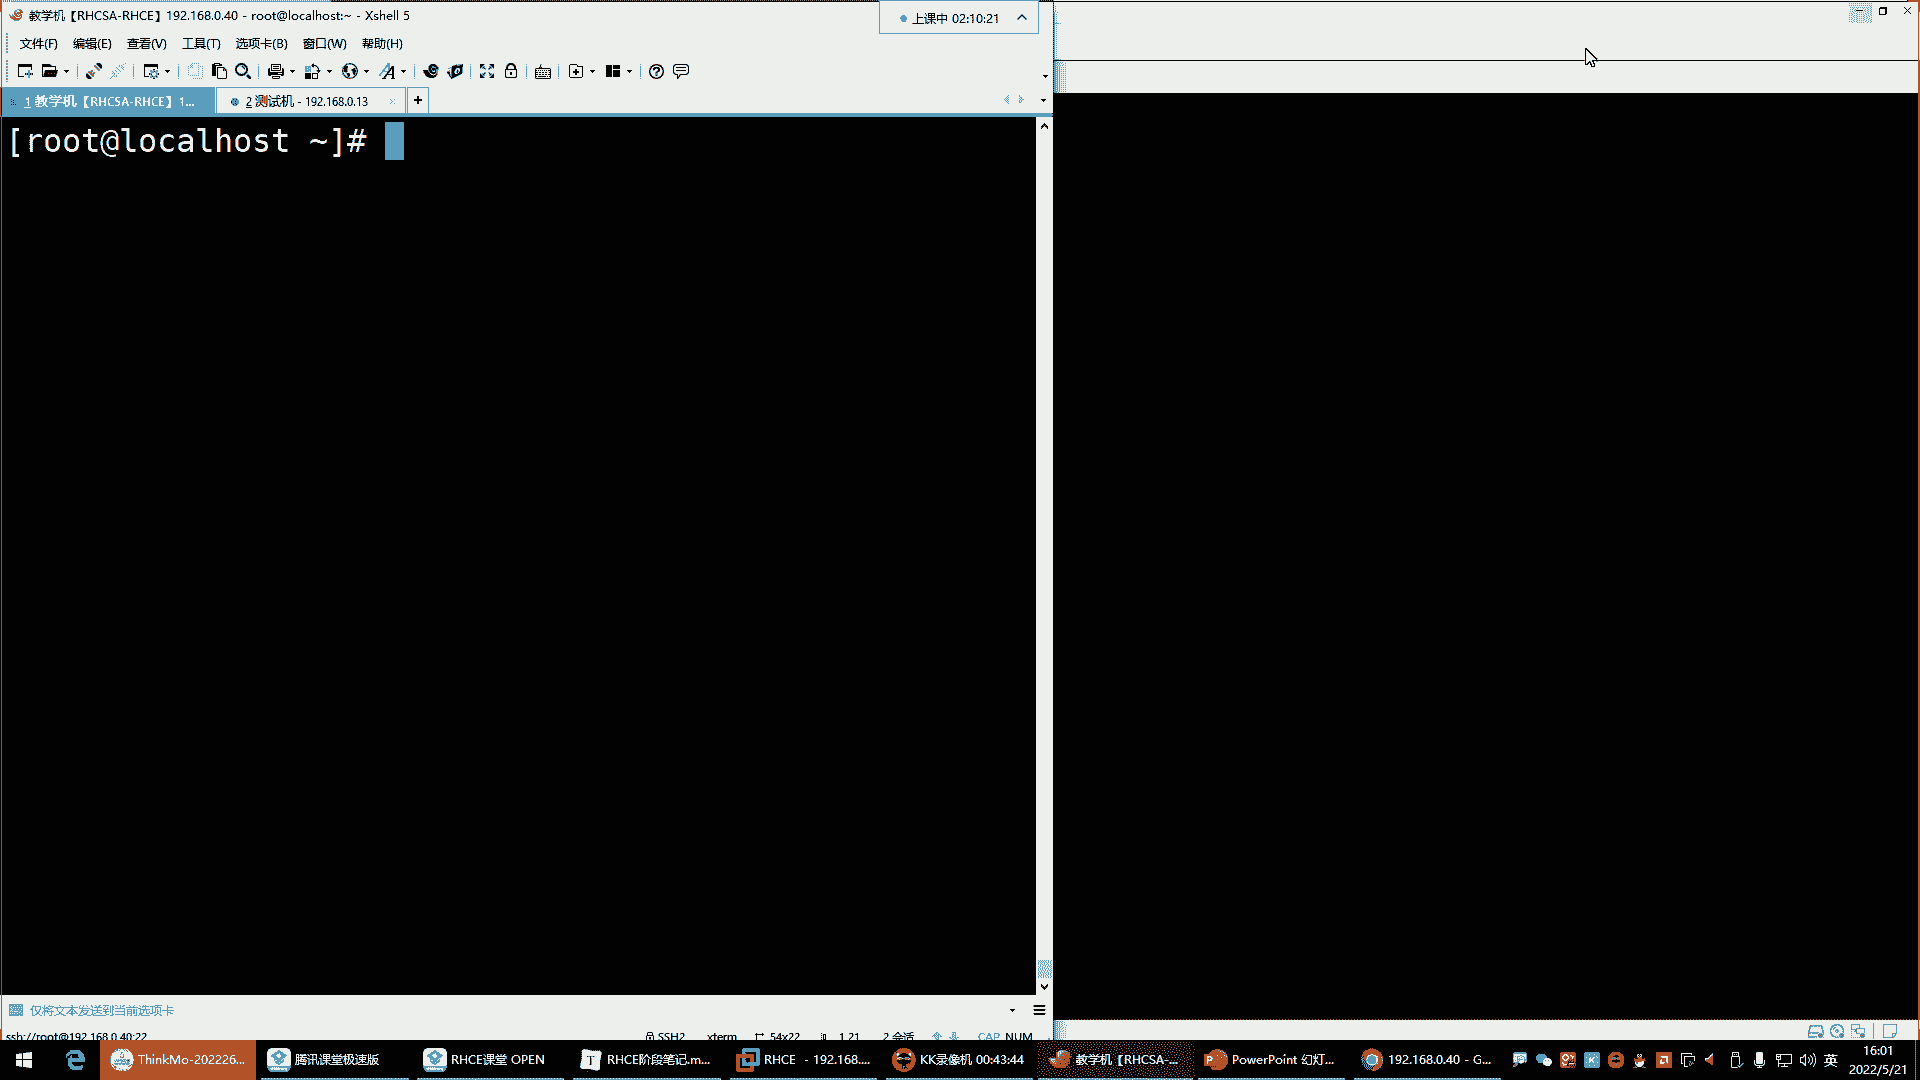 教学机【RHCSA-RHCE】192.168.0.40 - root@localhost:~ - Xshell 5
上课中 02:10:21
文件(F) 编辑(E) 查看(V) 工具(T) 选项卡(B) 窗口(W) 帮助(H)
1 教学机【RHCSA-RHCE】1... 2 测试机 - 192.168.0.13 +
[root@localhost ~]#
仅将文本发送到当前选项卡
ssh://root@192.168.0.40:22 SSH2 xterm 54x22 1,21 2 会话 CAP NUM
ThinkMo-202226... 腾讯课堂极速版 RHCE课堂 OPEN RHCE阶段笔记.m... RHCE - 192.168.... KK录像机 00:43:44 教学机【RHCSA-... PowerPoint 幻灯... 192.168.0.40 - G... 英 16:01
2022/5/21